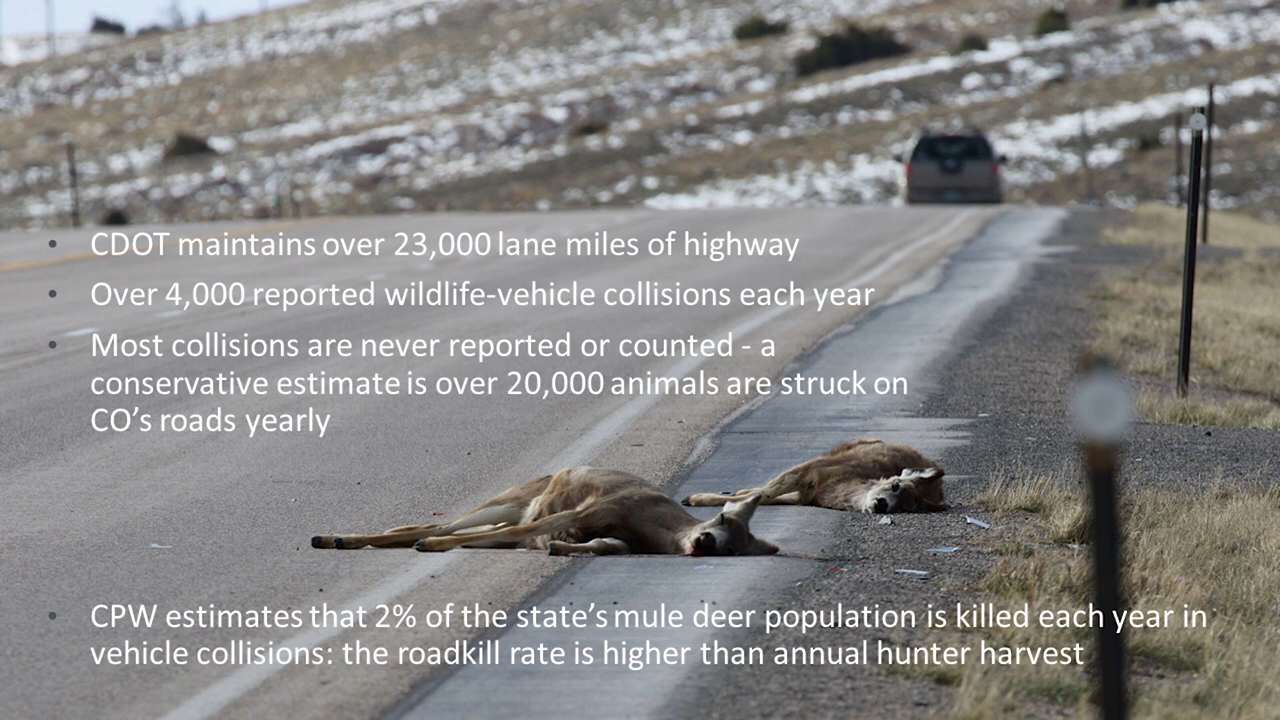 • CDOT maintains over 23,000 lane miles of highway
• Over 4,000 reported wildlife-vehicle collisions each year
• Most collisions are never reported or counted - a
conservative estimate is over 20,000 animals are struck on
CO’s roads yearly
• CPW estimates that 2% of the state’s mule deer population is killed each year in
vehicle collisions: the roadkill rate is higher than annual hunter harvest